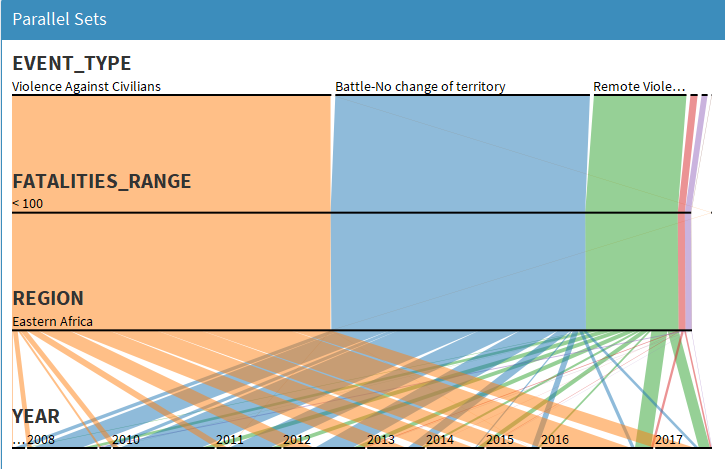 Parallel Sets
EVENT_TYPE
Violence Against Civilians Battle-No change of territory Remote Viole...
FATALITIES_RANGE
< 100
REGION
Eastern Africa
YEAR
... 2008 2010 2011 2012 2013 2014 2015 2016 2017